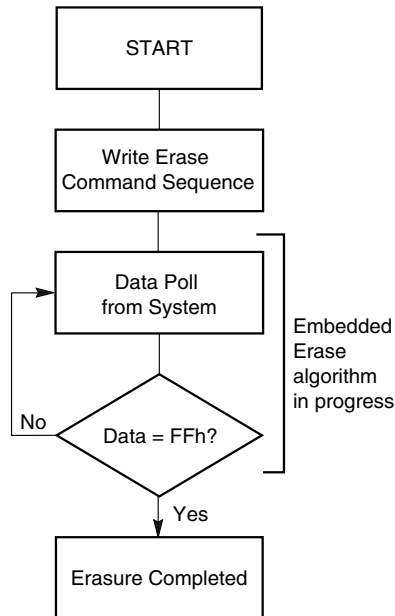 START
Write Erase
Command Sequence
Data Poll
from System
Embedded
Erase
algorithm
in progress
Data = FFh?
No
Yes
Erasure Completed